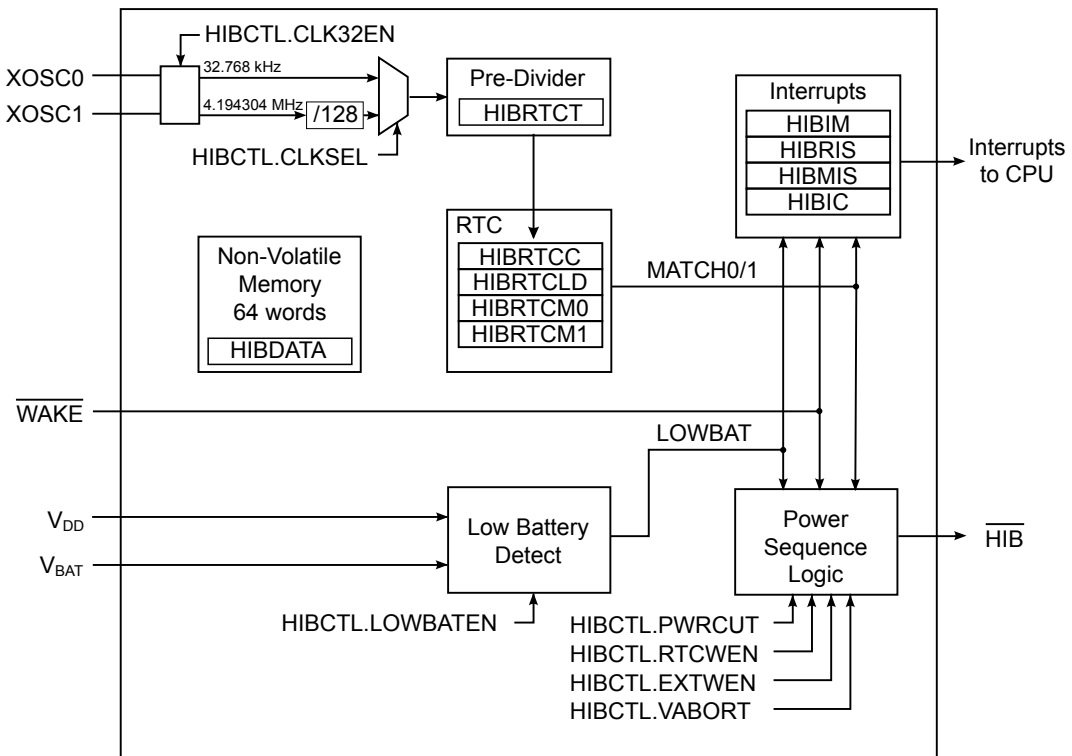 HIBCTL.CLK32EN
XOSC0
32.768 kHz
XOSC1
4.194304 MHz
/128
HIBCTL.CLKSEL
Pre-Divider
HIBRTCT
Interrupts
HIBIM
HIBRIS
HIBMIS
HIBIC
Interrupts
to CPU
RTC
HIBRTCC
HIBRTCLD
HIBRTCM0
HIBRTCM1
MATCH0/1
Non-Volatile
Memory
64 words
HIBDATA
WAKE
LOWBAT
VDD
VBAT
Low Battery
Detect
HIBCTL.LOWBATEN
Power
Sequence
Logic
HIB
HIBCTL.PWRCUT
HIBCTL.RTCWEN
HIBCTL.EXTWEN
HIBCTL.VABORT